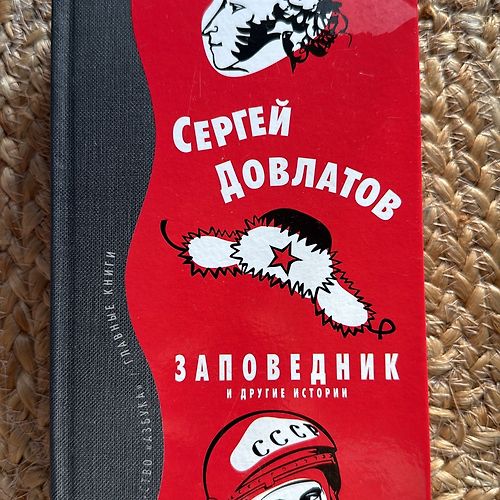 СЕРГЕЙ
ДОВЛАТОВ
ЗАПОВЕДНИК
И ДРУГИЕ ИСТОРИИ
СССР
«АЗБУКА» ГЛАВНЫЕ КНИГИ